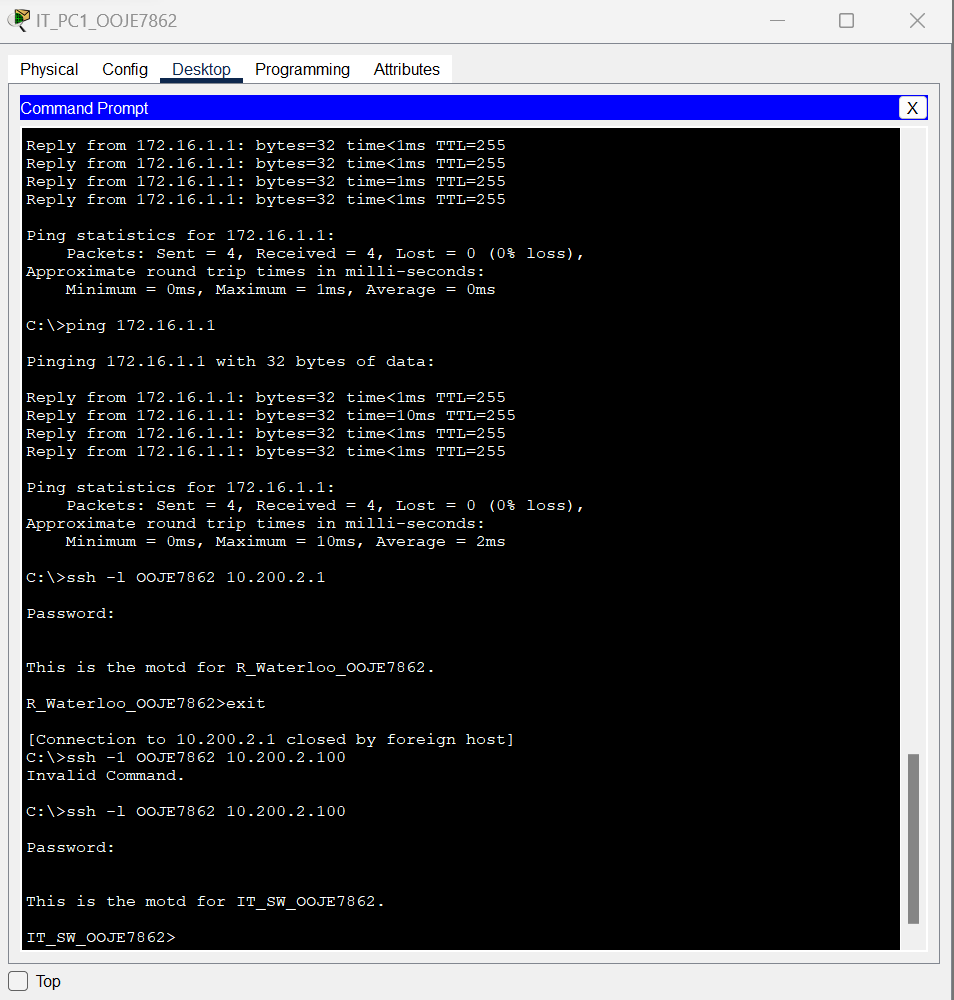 IT_PC1_OOJE7862
Physical Config Desktop Programming Attributes
Command Prompt X
Reply from 172.16.1.1: bytes=32 time<1ms TTL=255
Reply from 172.16.1.1: bytes=32 time<1ms TTL=255
Reply from 172.16.1.1: bytes=32 time=1ms TTL=255
Reply from 172.16.1.1: bytes=32 time<1ms TTL=255
Ping statistics for 172.16.1.1:
Packets: Sent = 4, Received = 4, Lost = 0 (0% loss),
Approximate round trip times in milli-seconds:
Minimum = 0ms, Maximum = 1ms, Average = 0ms
C:\>ping 172.16.1.1
Pinging 172.16.1.1 with 32 bytes of data:
Reply from 172.16.1.1: bytes=32 time<1ms TTL=255
Reply from 172.16.1.1: bytes=32 time=10ms TTL=255
Reply from 172.16.1.1: bytes=32 time<1ms TTL=255
Reply from 172.16.1.1: bytes=32 time<1ms TTL=255
Ping statistics for 172.16.1.1:
Packets: Sent = 4, Received = 4, Lost = 0 (0% loss),
Approximate round trip times in milli-seconds:
Minimum = 0ms, Maximum = 10ms, Average = 2ms
C:\>ssh -l OOJE7862 10.200.2.1
Password:
This is the motd for R_Waterloo_OOJE7862.
R_Waterloo_OOJE7862>exit
[Connection to 10.200.2.1 closed by foreign host]
C:\>ssh -1 OOJE7862 10.200.2.100
Invalid Command.
C:\>ssh -l OOJE7862 10.200.2.100
Password:
This is the motd for IT_SW_OOJE7862.
IT_SW_OOJE7862>
Top